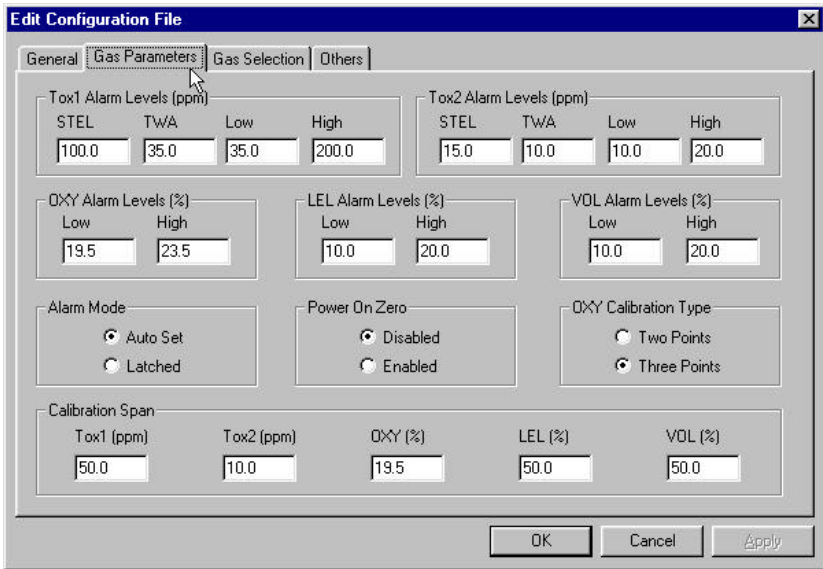 Edit Configuration File
General Gas Parameters Gas Selection Others
Tox1 Alarm Levels (ppm) Tox2 Alarm Levels (ppm)
STEL TWA Low High STEL TWA Low High
100.0 35.0 35.0 200.0 15.0 10.0 10.0 20.0
OXY Alarm Levels (%) LEL Alarm Levels (%) VOL Alarm Levels (%)
Low High Low High Low High
19.5 23.5 10.0 20.0 10.0 20.0
Alarm Mode Power On Zero OXY Calibration Type
Auto Set Disabled Two Points
Latched Enabled Three Points
Calibration Span
Tox1 (ppm) Tox2 (ppm) OXY (%) LEL (%) VOL (%)
50.0 10.0 19.5 50.0 50.0
OK Cancel Apply